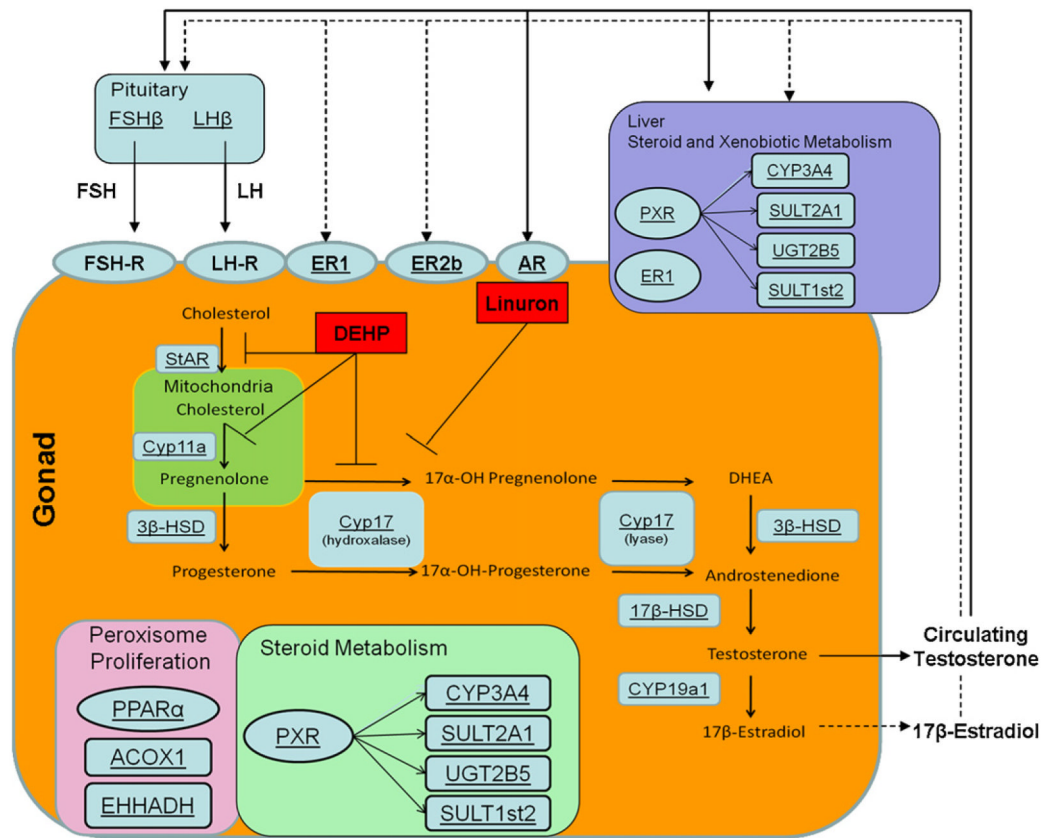 Pituitary
FSHβ LHβ
FSH LH
Liver
Steroid and Xenobiotic Metabolism
PXR
ER1
CYP3A4
SULT2A1
UGT2B5
SULT1st2
FSH-R LH-R ER1 ER2b AR
Linuron
DEHP
Gonad
Cholesterol
StAR
Mitochondria
Cholesterol
Cyp11a
Pregnenolone
17α-OH Pregnenolone
DHEA
3β-HSD
Cyp17
(hydroxalase)
Cyp17
(lyase)
3β-HSD
Progesterone
17α-OH-Progesterone
Androstenedione
17β-HSD
Testosterone
Circulating
Testosterone
CYP19a1
17β-Estradiol
17β-Estradiol
Peroxisome
Proliferation
PPARα
ACOX1
EHHADH
Steroid Metabolism
PXR
CYP3A4
SULT2A1
UGT2B5
SULT1st2